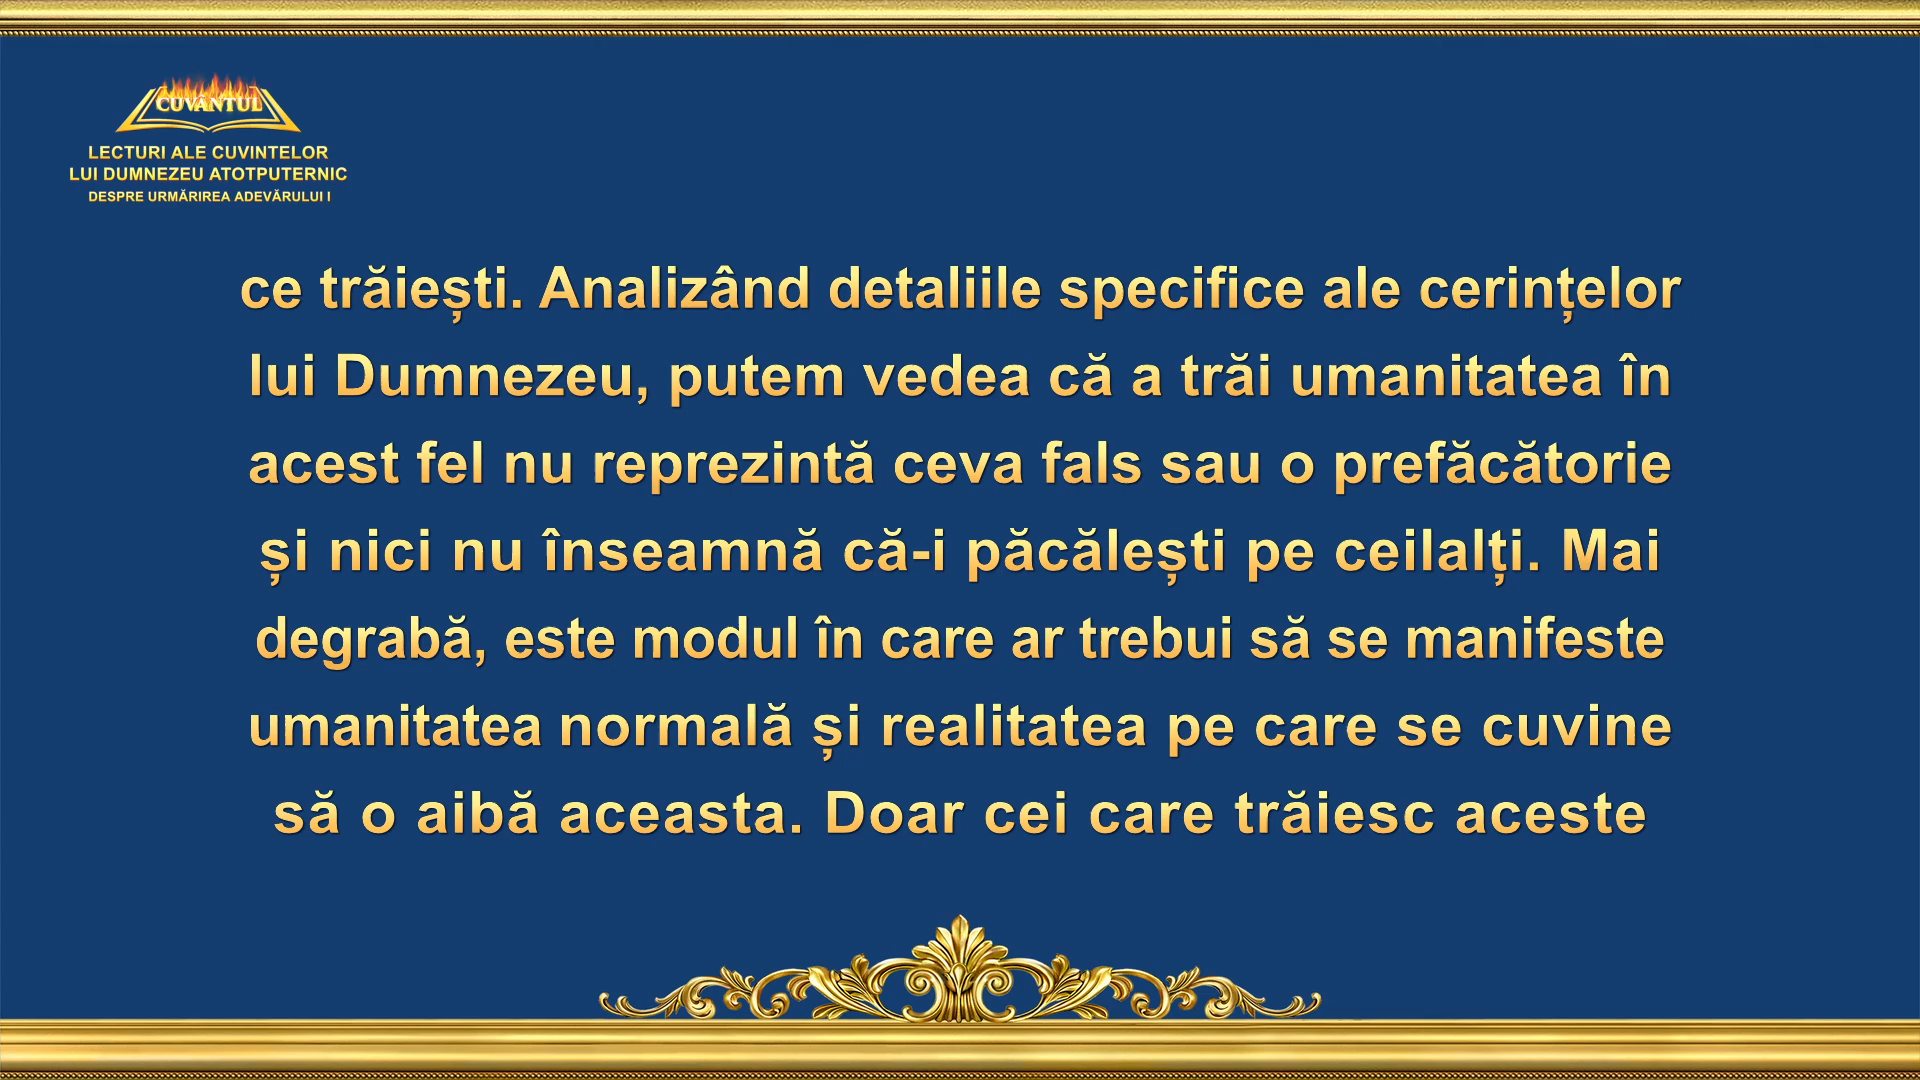 CUVÂNTUL
LECTURI ALE CUVINTELOR
LUI DUMNEZEU ATOTPUTERNIC
DESPRE URMĂRIREA ADEVĂRULUI I
ce trăiești. Analizând detaliile specifice ale cerințelor
lui Dumnezeu, putem vedea că a trăi umanitatea în
acest fel nu reprezintă ceva fals sau o prefăcătorie
și nici nu înseamnă că-i păcălești pe ceilalți. Mai
degrabă, este modul în care ar trebui să se manifeste
umanitatea normală și realitatea pe care se cuvine
să o aibă aceasta. Doar cei care trăiesc aceste